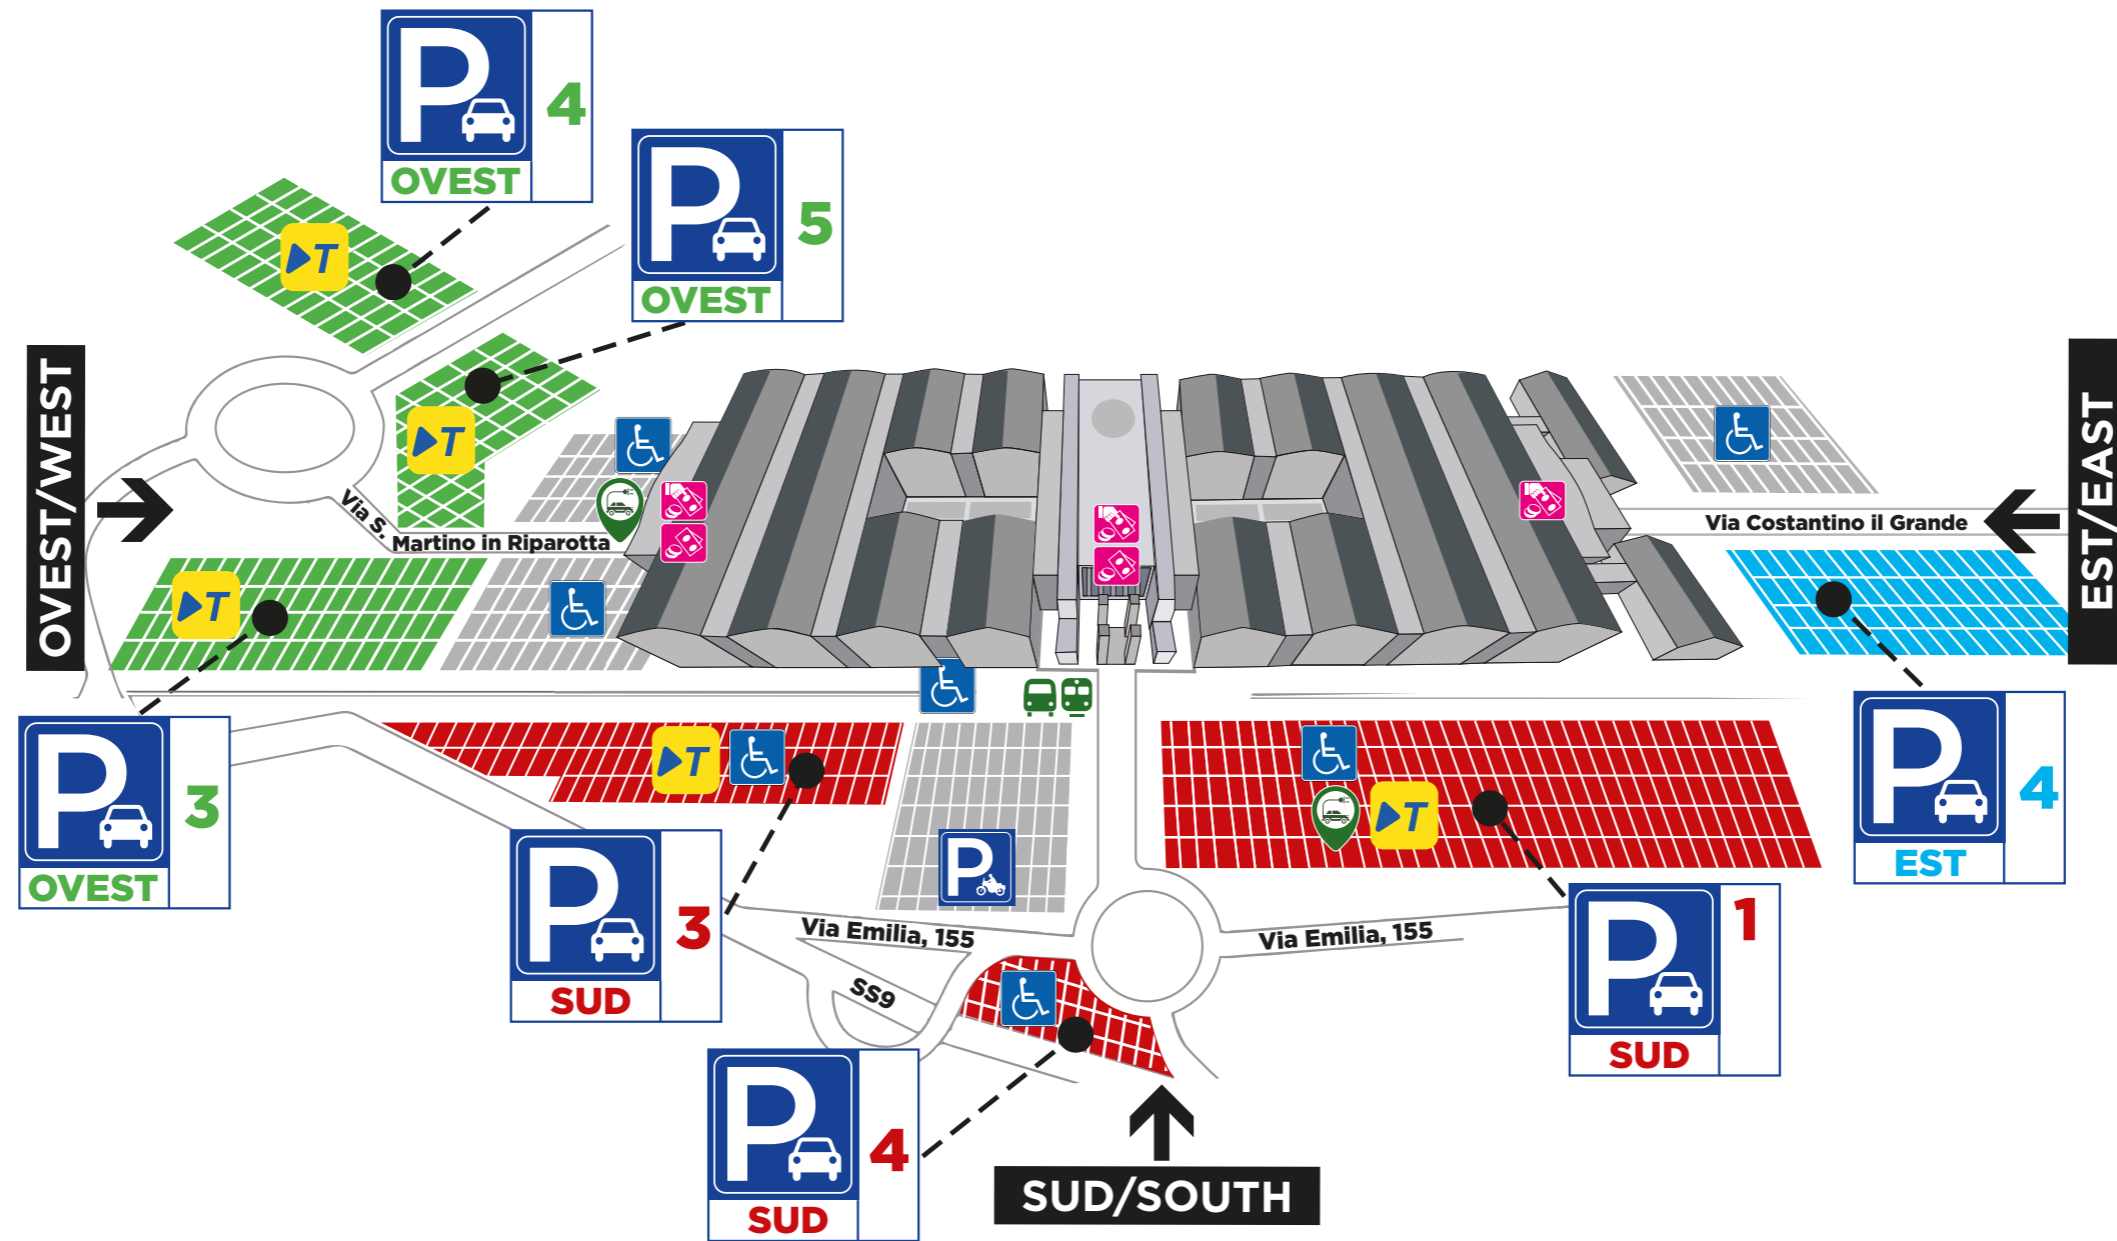 P
4
OVEST
P
5
OVEST
T
T
OVEST/WEST
EST/EAST
Via S.
Martino in Riparotta
Via Costantino il Grande
T
P
3
OVEST
T
T
P
4
EST
P
P
3
SUD
Via Emilia, 155
Via Emilia, 155
P
1
SUD
SS9
P
4
SUD
SUD/SOUTH